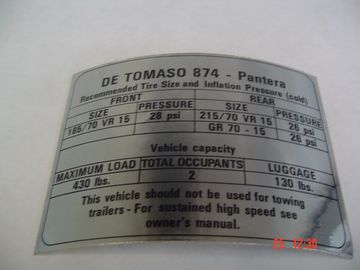 DE TOMASO 874 - Pantera
Recommended Tire Size and Inflation Pressure (cold)
FRONT REAR
SIZE PRESSURE SIZE PRESSURE
185/70 VR 15 28 psi 215/70 VR 15 26 psi
GR 70 - 15 26 psi
Vehicle capacity
MAXIMUM LOAD TOTAL OCCUPANTS LUGGAGE
430 lbs. 2 130 lbs.
This vehicle should not be used for towing
trailers - For sustained high speed see
owner's manual.